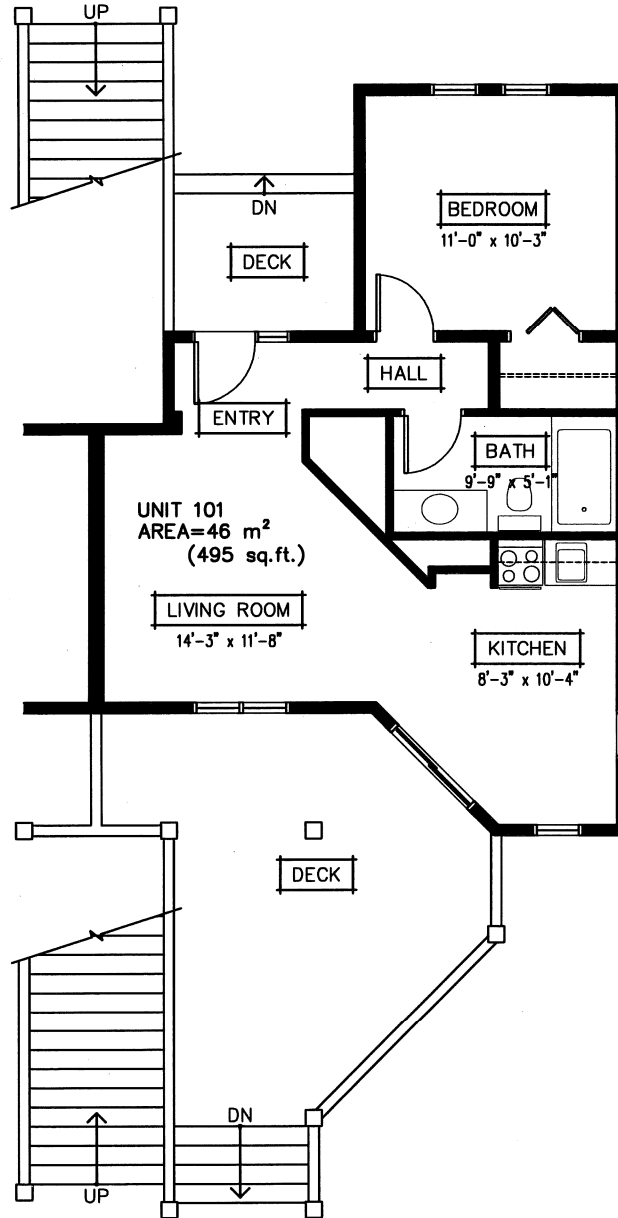 UP
DN
DECK
BEDROOM
11'-0" x 10'-3"
HALL
ENTRY
BATH
9'-9" x 5'-1"
UNIT 101
AREA=46 m²
(495 sq.ft.)
LIVING ROOM
14'-3" x 11'-8"
KITCHEN
8'-3" x 10'-4"
DECK
DN
UP